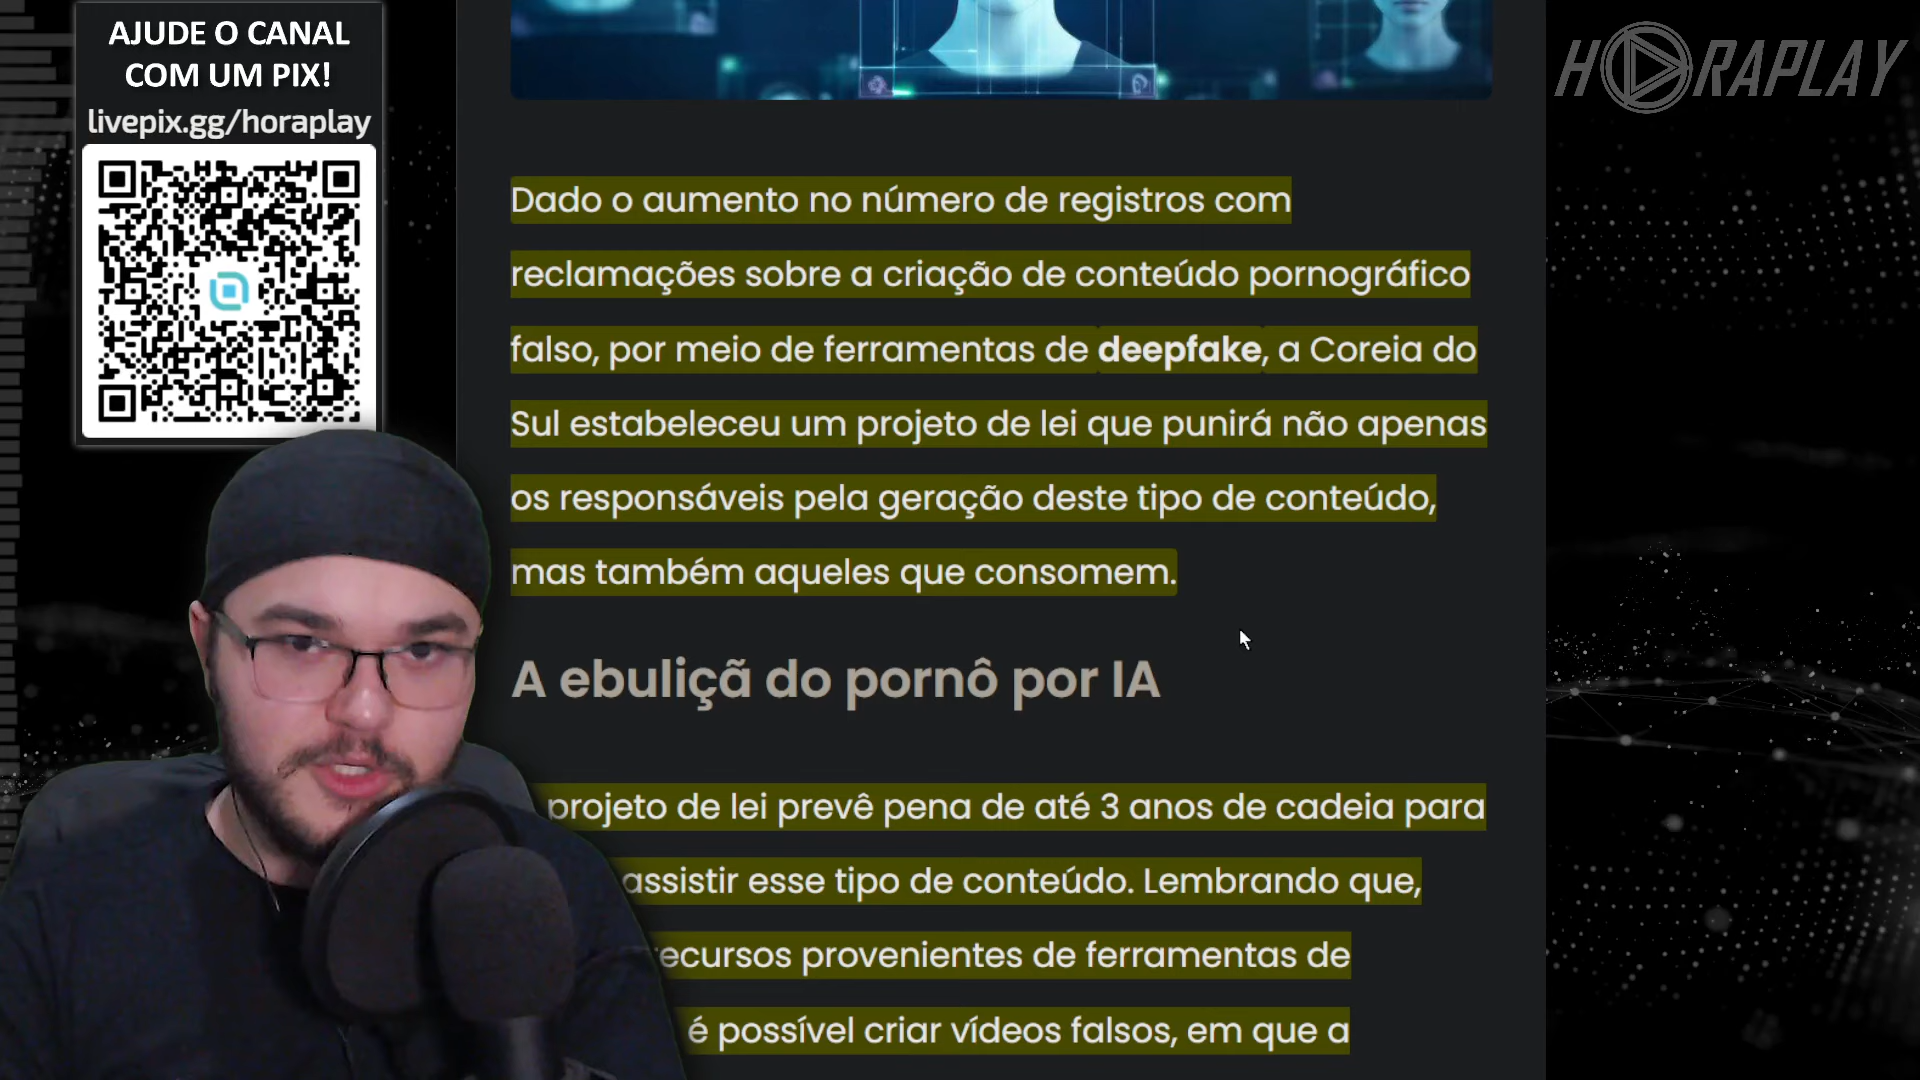 AJUDE O CANAL
COM UM PIX!
livepix.gg/horaplay
HORAPLAY
Dado o aumento no número de registros com
reclamações sobre a criação de conteúdo pornográfico
falso, por meio de ferramentas de deepfake, a Coreia do
Sul estabeleceu um projeto de lei que punirá não apenas
os responsáveis pela geração deste tipo de conteúdo,
mas também aqueles que consomem.
A ebuliçã do pornô por IA
projeto de lei prevê pena de até 3 anos de cadeia para
assistir esse tipo de conteúdo. Lembrando que,
recursos provenientes de ferramentas de
é possível criar vídeos falsos, em que a